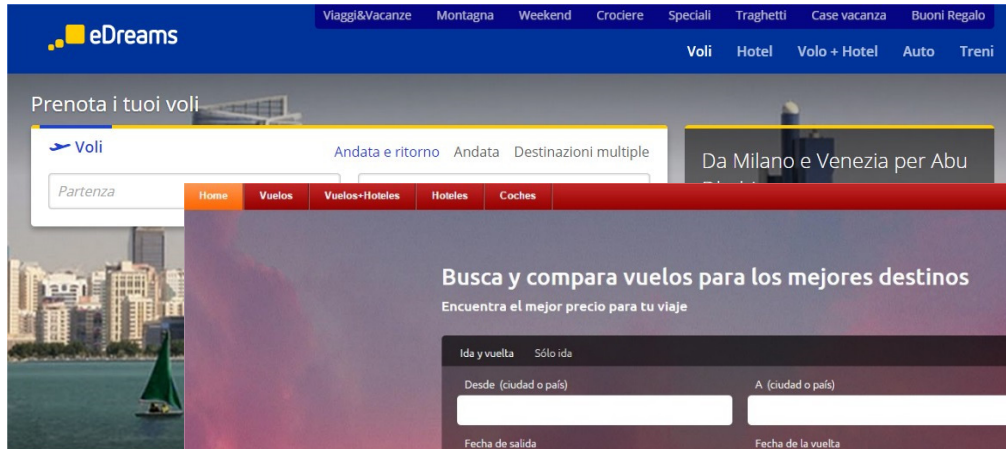 Viaggi&Vacanze Montagna Weekend Crociere Speciali Traghetti Case vacanza Buoni Regalo
eDreams
Voli Hotel Volo + Hotel Auto Treni
Prenota i tuoi voli
Voli
Andata e ritorno Andata Destinazioni multiple
Partenza
Da Milano e Venezia per Abu
Home Vuelos Vuelos+Hoteles Hoteles Coches
Busca y compara vuelos para los mejores destinos
Encuentra el mejor precio para tu viaje
Ida y vuelta Sólo ida
Desde (ciudad o país) A (ciudad o país)
Fecha de salida Fecha de la vuelta